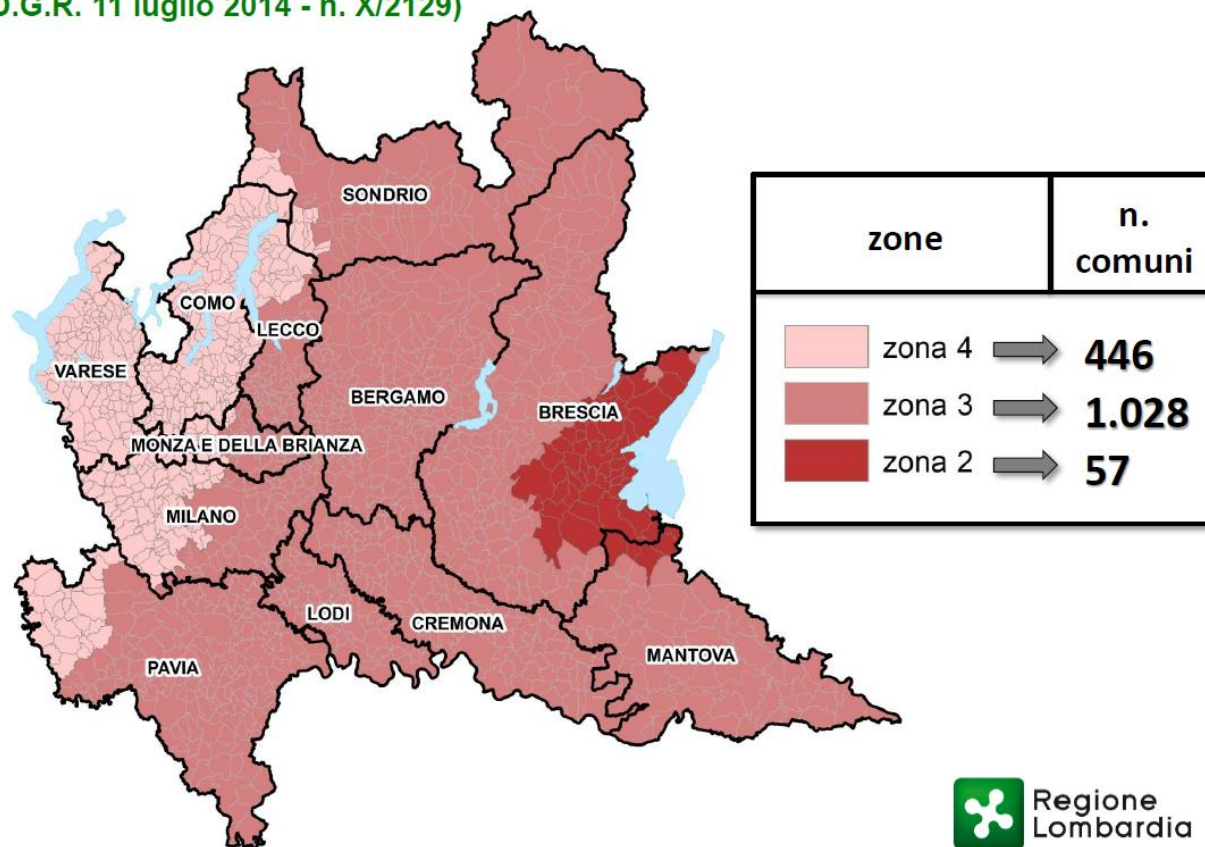 D.G.R. 11 luglio 2014 - n. X/2129)
SONDRIO
COMO
LECCO
VARESE
BERGAMO
BRESCIA
MONZA E DELLA BRIANZA
MILANO
LODI
CREMONA
PAVIA
MANTOVA
zone n. comuni
zona 4 446
zona 3 1.028
zona 2 57
Regione
Lombardia